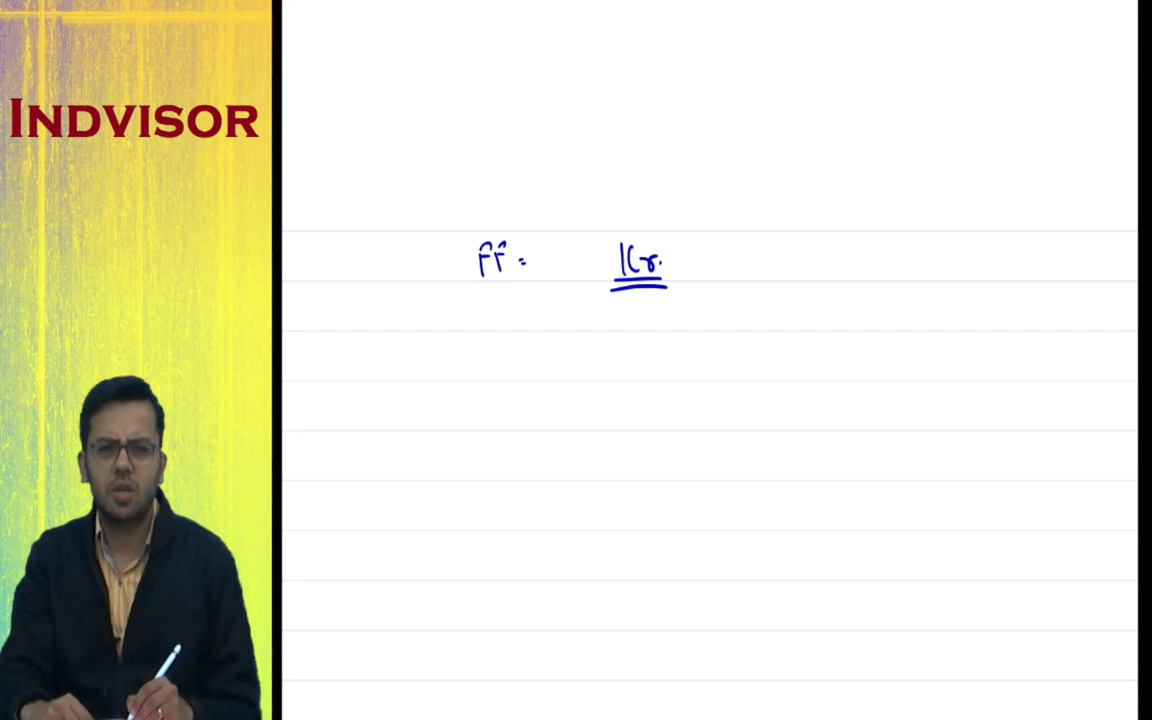 INDVISOR
FF = 1Cr.